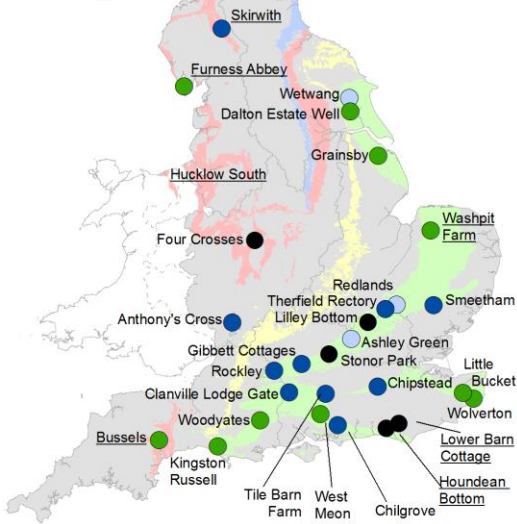 Skirwith
Furness Abbey
Wetwang
Dalton Estate Well
Grainsby
Hucklow South
Washpit
Farm
Four Crosses
Redlands
Therfield Rectory
Smeetham
Anthony's Cross
Lilley Bottom
Ashley Green
Gibbett Cottages
Stonor Park
Rockley
Little
Bucket
Clanville Lodge Gate
Chipstead
Wolverton
Woodyates
Bussels
Lower Barn
Cottage
Kingston
Russell
Houndean
Bottom
Tile Barn
Farm
West
Meon
Chilgrove